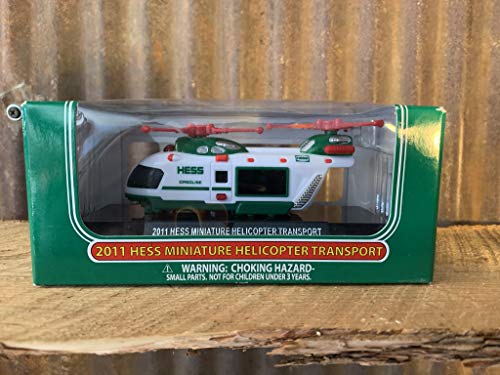 HESS
GASOLINE
2011 HESS MINIATURE HELICOPTER TRANSPORT
2011 HESS MINIATURE HELICOPTER TRANSPORT
WARNING: CHOKING HAZARD-
SMALL PARTS. NOT FOR CHILDREN UNDER 3 YEARS.